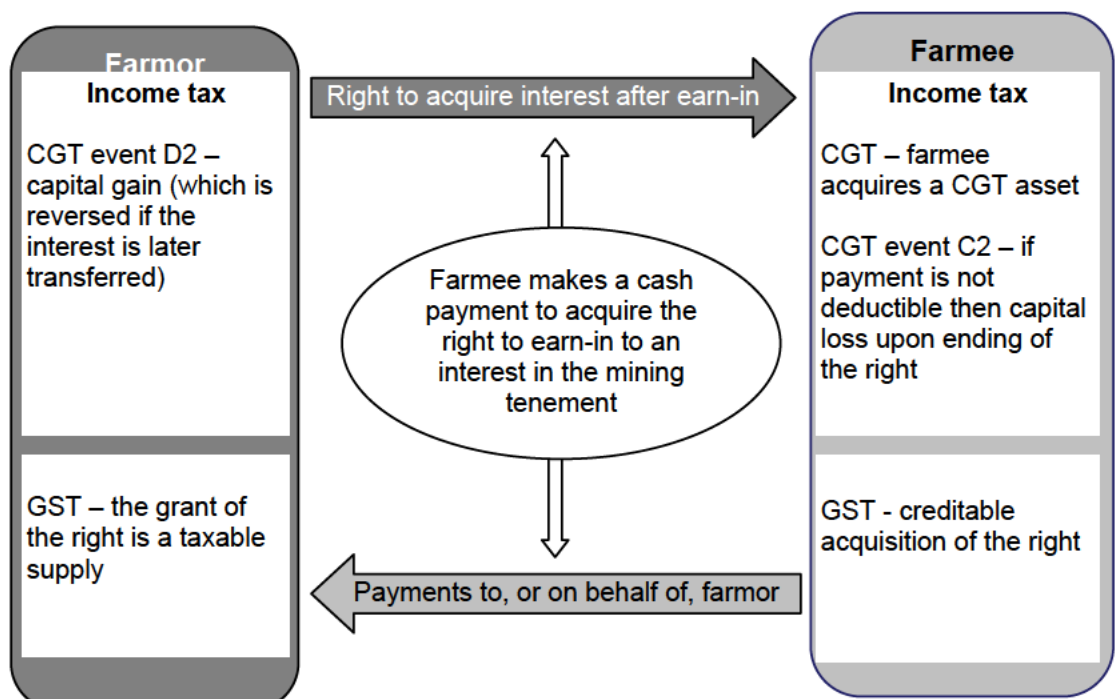 Farmor
Income tax
CGT event D2 –
capital gain (which is
reversed if the
interest is later
transferred)
GST – the grant of
the right is a taxable
supply
Right to acquire interest after earn-in
Farmee makes a cash
payment to acquire the
right to earn-in to an
interest in the mining
tenement
Payments to, or on behalf of, farmor
Farmee
Income tax
CGT – farmee
acquires a CGT asset
CGT event C2 – if
payment is not
deductible then capital
loss upon ending of
the right
GST - creditable
acquisition of the right